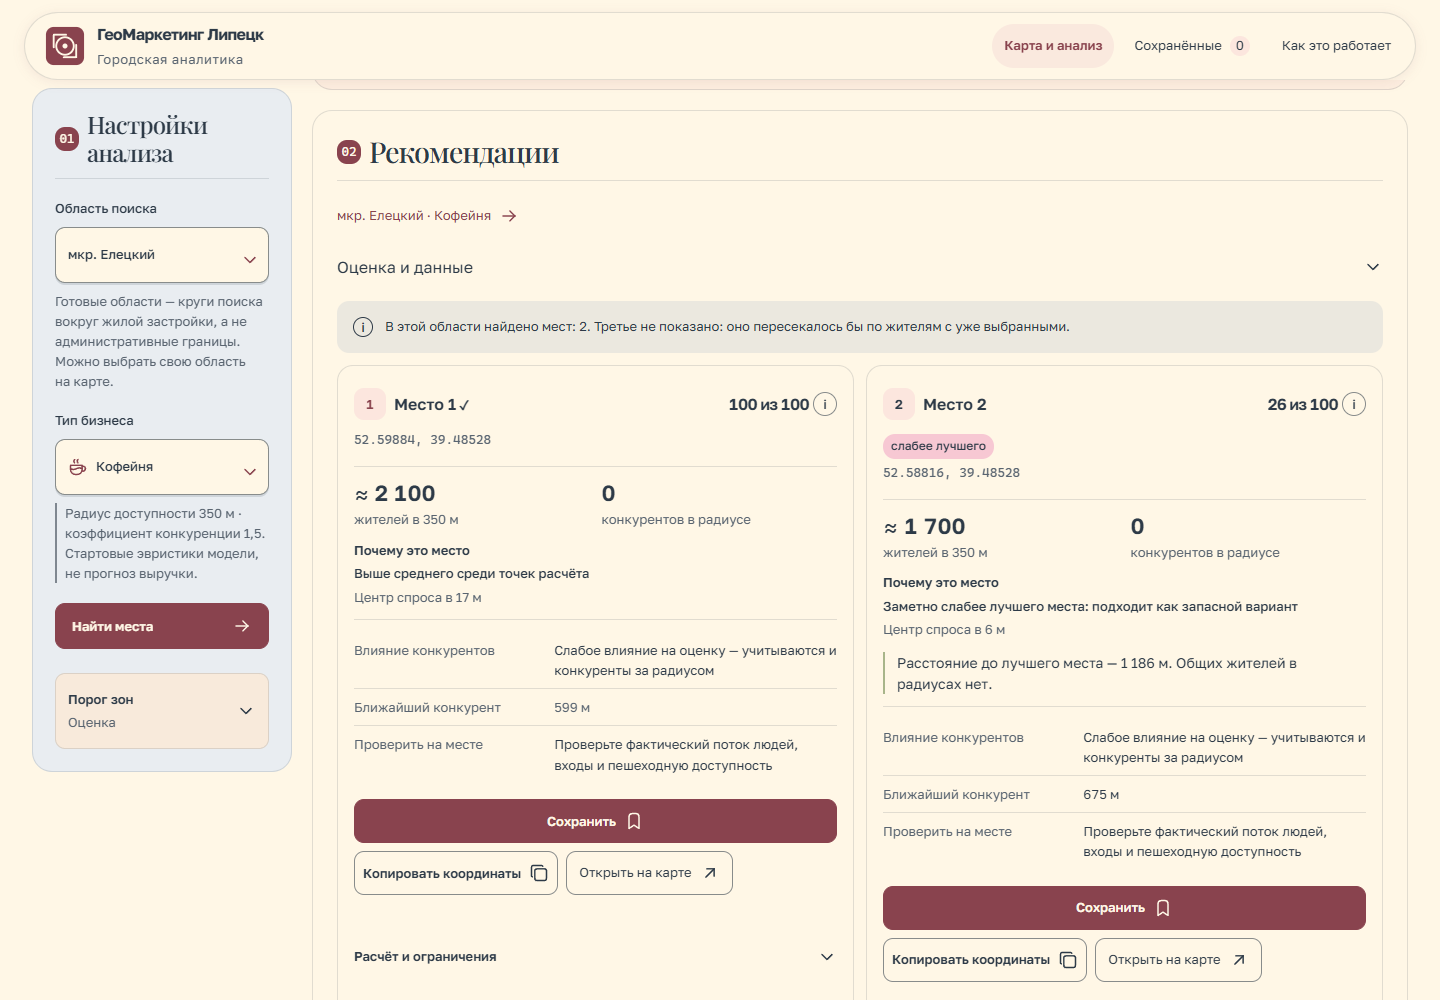 ГеоМаркетинг Липецк
Городская аналитика
Карта и анализ
Сохранённые 0
Как это работает
01 Настройки
анализа
Область поиска
мкр. Елецкий
Готовые области — круги поиска
вокруг жилой застройки, а не
административные границы.
Можно выбрать свою область
на карте.
Тип бизнеса
Кофейня
Радиус доступности 350 м ·
коэффициент конкуренции 1,5.
Стартовые эвристики модели,
не прогноз выручки.
Найти места →
Порог зон
Оценка
02 Рекомендации
мкр. Елецкий · Кофейня →
Оценка и данные
i В этой области найдено мест: 2. Третье не показано: оно пересекалось бы по жителям с уже выбранными.
1 Место 1 ✓ 100 из 100 i
52.59884, 39.48528
≈ 2 100
жителей в 350 м
0
конкурентов в радиусе
Почему это место
Выше среднего среди точек расчёта
Центр спроса в 17 м
Влияние конкурентов
Слабое влияние на оценку — учитываются и
конкуренты за радиусом
Ближайший конкурент
599 м
Проверить на месте
Проверьте фактический поток людей,
входы и пешеходную доступность
Сохранить
Копировать координаты
Открыть на карте
Расчёт и ограничения
2 Место 2 26 из 100 i
слабее лучшего
52.58816, 39.48528
≈ 1 700
жителей в 350 м
0
конкурентов в радиусе
Почему это место
Заметно слабее лучшего места: подходит как запасной вариант
Центр спроса в 6 м
Расстояние до лучшего места — 1 186 м. Общих жителей в
радиусах нет.
Влияние конкурентов
Слабое влияние на оценку — учитываются и
конкуренты за радиусом
Ближайший конкурент
675 м
Проверить на месте
Проверьте фактический поток людей,
входы и пешеходную доступность
Сохранить
Копировать координаты
Открыть на карте